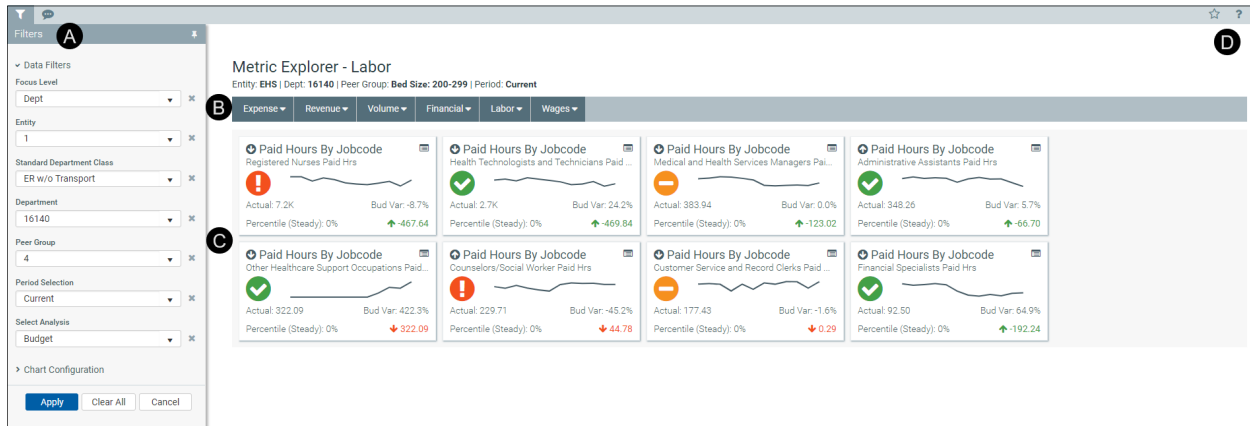 ?
Filters
A
D
Data Filters
Focus Level
Dept
Entity
1
Standard Department Class
ER w/o Transport
Department
16140
Peer Group
4
Period Selection
Current
Select Analysis
Budget
Chart Configuration
Apply Clear All Cancel
Metric Explorer - Labor
Entity: EHS | Dept: 16140 | Peer Group: Bed Size: 200-299 | Period: Current
B
Expense Revenue Volume Financial Labor Wages
C
Paid Hours By Jobcode
Registered Nurses Paid Hrs
Actual: 7.2K Bud Var: -8.7%
Percentile (Steady): 0% -467.64
Paid Hours By Jobcode
Health Technologists and Technicians Paid ...
Actual: 2.7K Bud Var: 24.2%
Percentile (Steady): 0% -469.84
Paid Hours By Jobcode
Medical and Health Services Managers Pai...
Actual: 383.94 Bud Var: 0.0%
Percentile (Steady): 0% -123.02
Paid Hours By Jobcode
Administrative Assistants Paid Hrs
Actual: 348.26 Bud Var: 5.7%
Percentile (Steady): 0% -66.70
Paid Hours By Jobcode
Other Healthcare Support Occupations Paid...
Actual: 322.09 Bud Var: 422.3%
Percentile (Steady): 0% 322.09
Paid Hours By Jobcode
Counselors/Social Worker Paid Hrs
Actual: 229.71 Bud Var: -45.2%
Percentile (Steady): 0% 44.78
Paid Hours By Jobcode
Customer Service and Record Clerks Paid ...
Actual: 177.43 Bud Var: -1.6%
Percentile (Steady): 0% 0.29
Paid Hours By Jobcode
Financial Specialists Paid Hrs
Actual: 92.50 Bud Var: 64.9%
Percentile (Steady): 0% -192.24